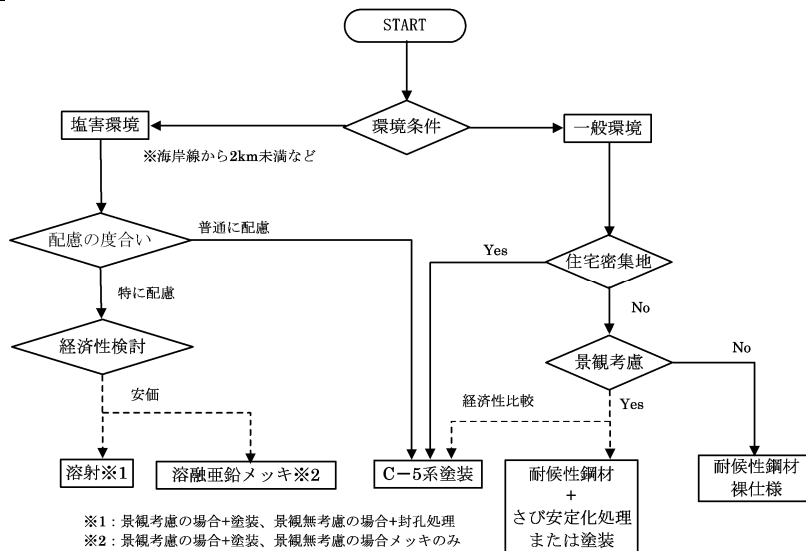 START
環境条件
塩害環境
一般環境
※海岸線から2km未満など
配慮の度合い
普通に配慮
Yes
住宅密集地
特に配慮
No
経済性検討
景観考慮
No
安価
経済性比較
Yes
溶射※1
溶融亜鉛メッキ※2
C－5系塗装
耐候性鋼材
+
さび安定化処理
または塗装
耐候性鋼材
裸仕様
※1：景観考慮の場合+塗装、景観無考慮の場合+封孔処理
※2：景観考慮の場合+塗装、景観無考慮の場合メッキのみ